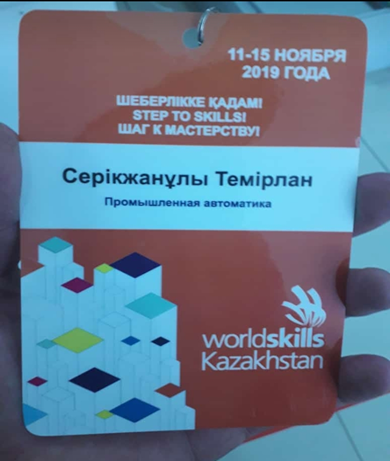 11-15 НОЯБРЯ
2019 ГОДА
ШЕБЕРЛІККЕ ҚАДАМ!
STEP TO SKILLS!
ШАГ К МАСТЕРСТВУ!
Серікжанұлы Темірлан
Промышленная автоматика
worldskills
Kazakhstan